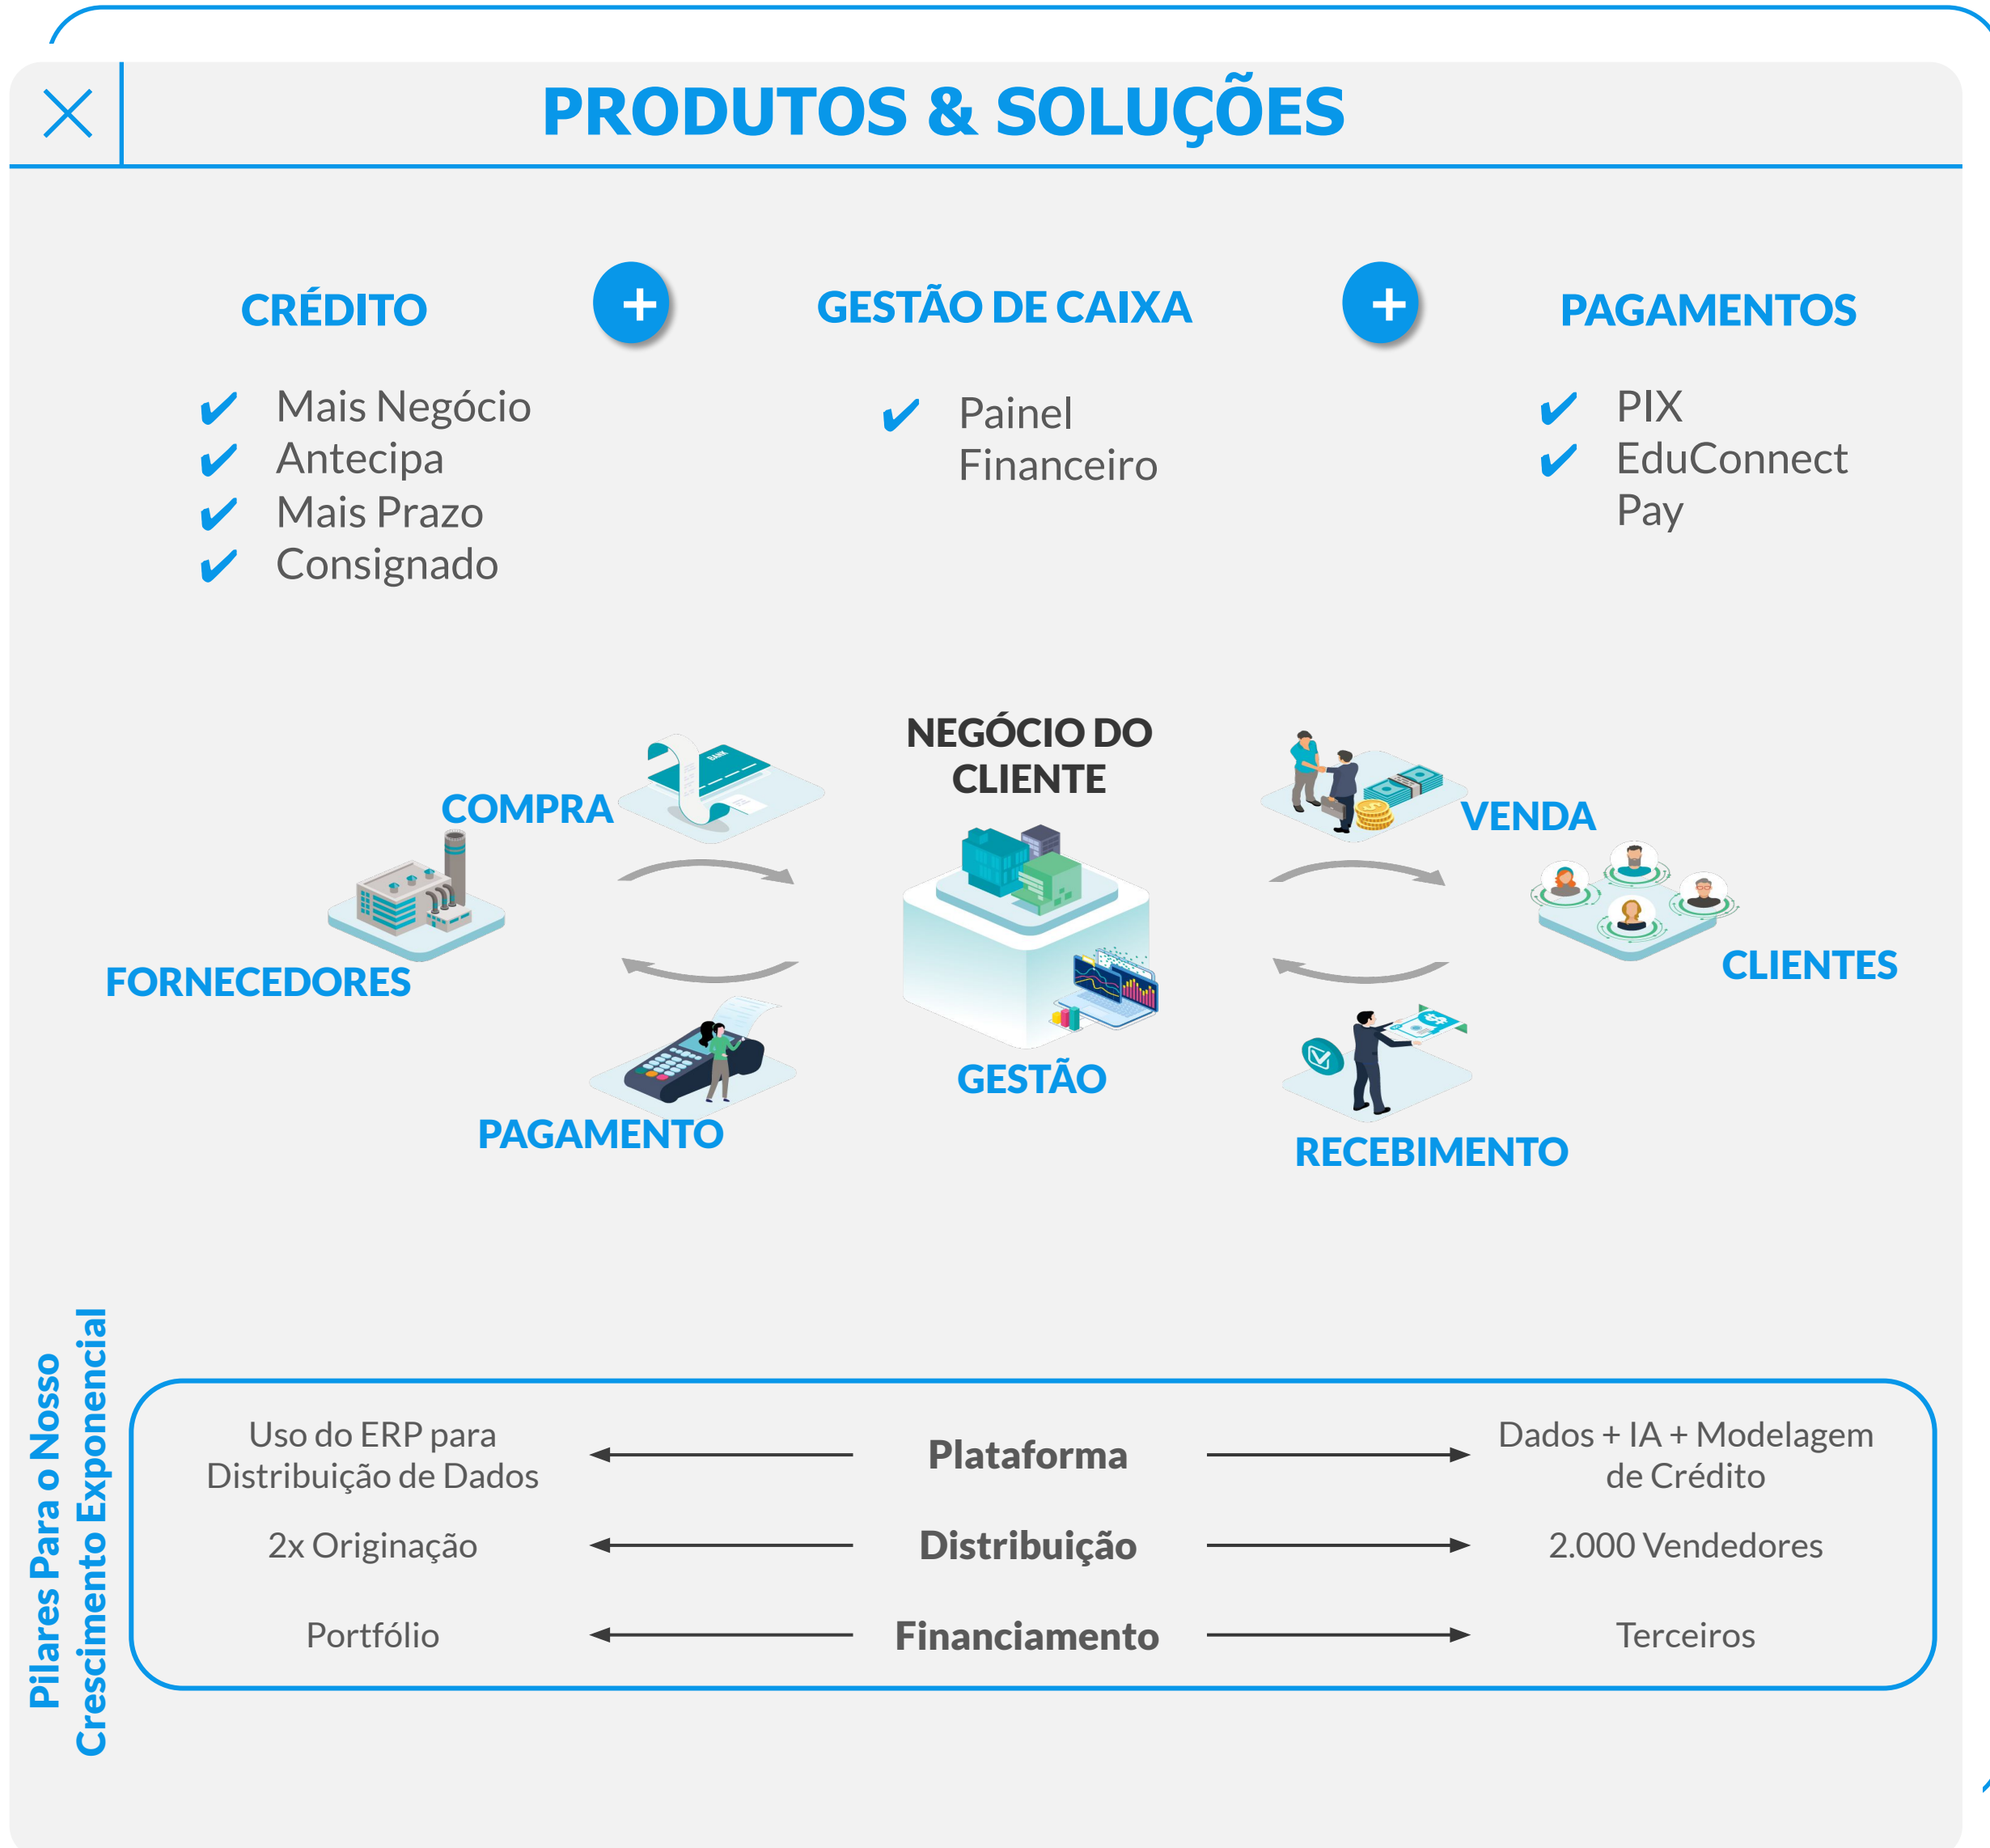 PRODUTOS & SOLUÇÕES
CRÉDITO
+
GESTÃO DE CAIXA
+
PAGAMENTOS
✔ Mais Negócio
✔ Antecipa
✔ Mais Prazo
✔ Consignado
✔ Painel
Financeiro
✔ PIX
✔ EduConnect
Pay
NEGÓCIO DO
CLIENTE
COMPRA
BANK
VENDA
FORNECEDORES
CLIENTES
GESTÃO
PAGAMENTO
RECEBIMENTO
Pilares Para o Nosso
Crescimento Exponencial
Uso do ERP para
Distribuição de Dados
Plataforma
Dados + IA + Modelagem
de Crédito
2x Originação
Distribuição
2.000 Vendedores
Portfólio
Financiamento
Terceiros